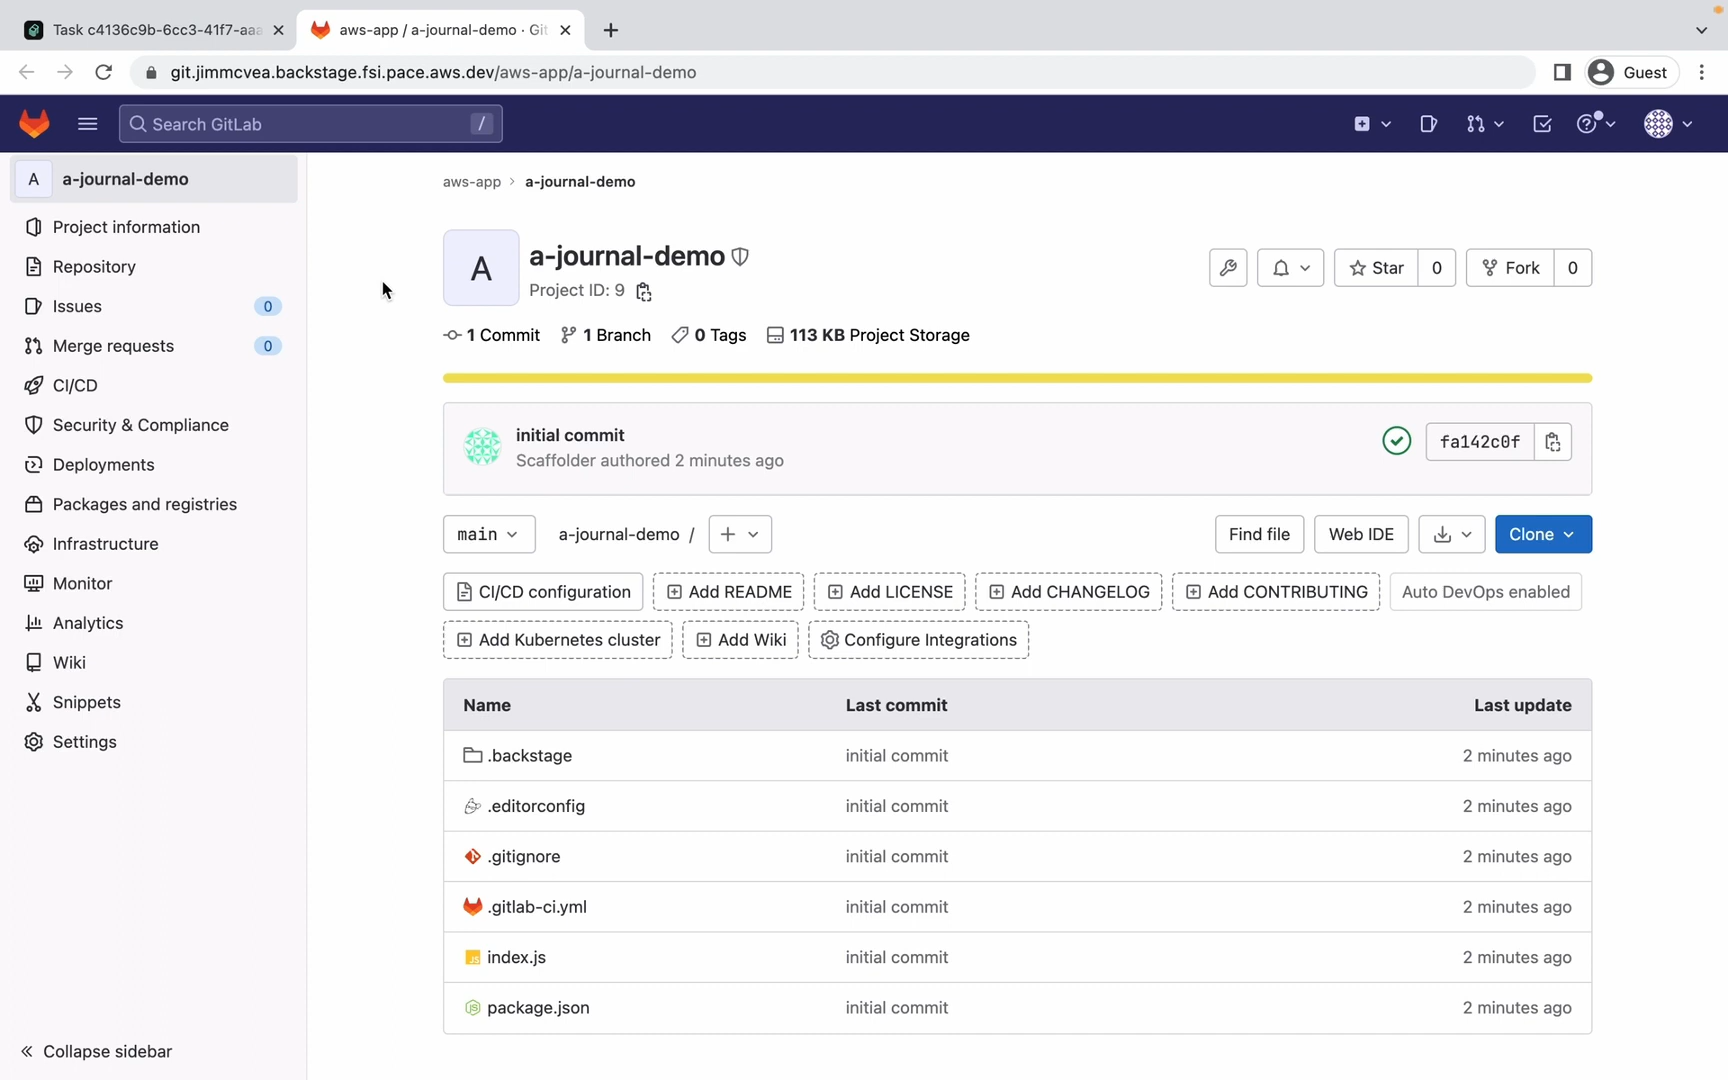 Task c4136c9b-6cc3-41f7-aaa
aws-app / a-journal-demo · Git
git.jimmcvea.backstage.fsi.pace.aws.dev/aws-app/a-journal-demo
Guest
Search GitLab
/
A
a-journal-demo
Project information
Repository
Issues
0
Merge requests
0
CI/CD
Security & Compliance
Deployments
Packages and registries
Infrastructure
Monitor
Analytics
Wiki
Snippets
Settings
Collapse sidebar
aws-app
a-journal-demo
A
a-journal-demo
Project ID: 9
Star
0
Fork
0
1 Commit
1 Branch
0 Tags
113 KB Project Storage
initial commit
Scaffolder authored 2 minutes ago
fa142c0f
main
a-journal-demo /
Find file
Web IDE
Clone
CI/CD configuration
Add README
Add LICENSE
Add CHANGELOG
Add CONTRIBUTING
Auto DevOps enabled
Add Kubernetes cluster
Add Wiki
Configure Integrations
Name Last commit Last update
.backstage initial commit 2 minutes ago
.editorconfig initial commit 2 minutes ago
.gitignore initial commit 2 minutes ago
.gitlab-ci.yml initial commit 2 minutes ago
index.js initial commit 2 minutes ago
package.json initial commit 2 minutes ago